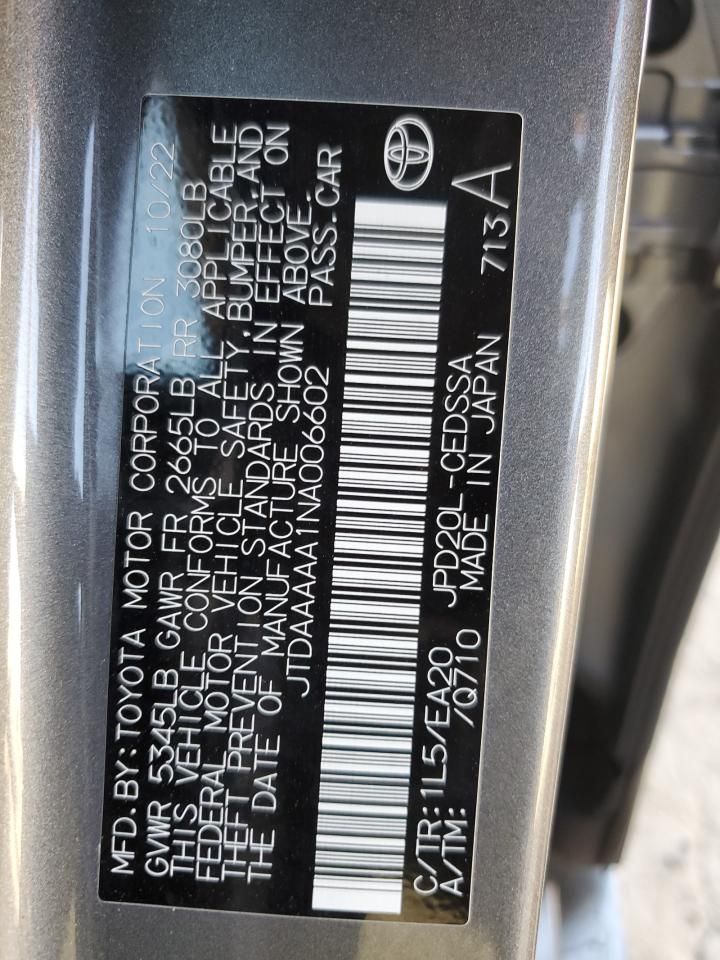 MFD. BY: TOYOTA MOTOR CORPORATION 10/22
GVWR 5345LB GAWR FR 2665LB RR 3080LB
THIS VEHICLE CONFORMS TO ALL APPLICABLE
FEDERAL MOTOR VEHICLE SAFETY, BUMPER, AND
THEFT PREVENTION STANDARDS IN EFFECT ON
THE DATE OF MANUFACTURE SHOWN ABOVE.
JTDAAAAA1NA006602 PASS. CAR
C/TR: 1L5/EA20 JPD20L-CEDSSA
A/TM: /Q710 MADE IN JAPAN 713A